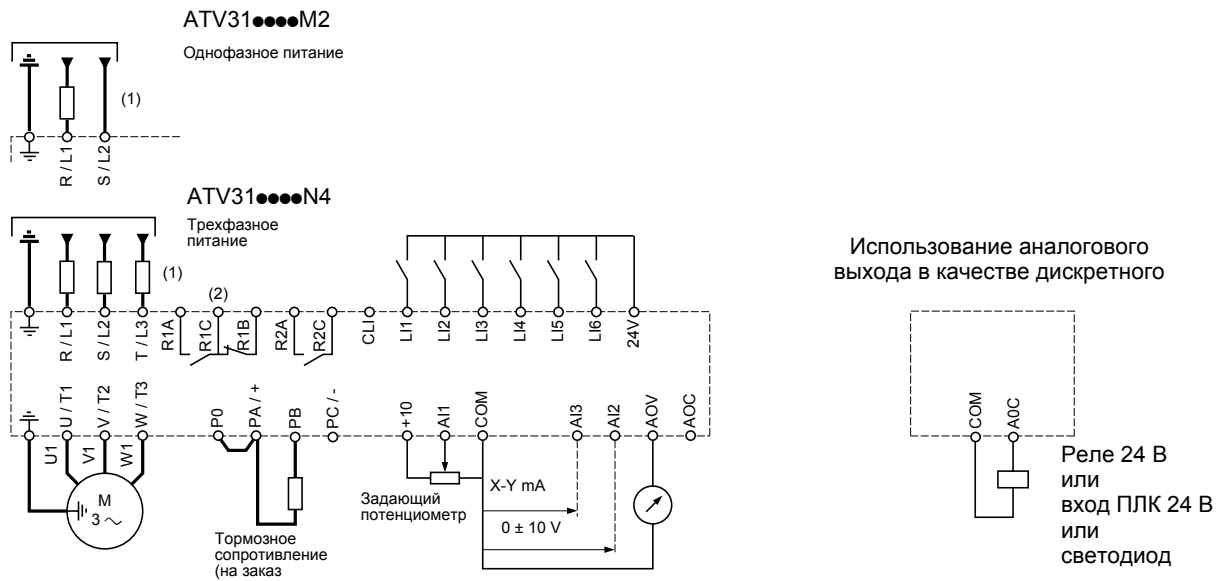 ATV31●●●●M2
Однофазное питание
(1)
R / L1
S / L2
ATV31●●●●N4
Трехфазное
питание
(1)
(2)
R / L1
S / L2
T / L3
R1A
R1C
R1B
R2A
R2C
CLI
LI1
LI2
LI3
LI4
LI5
LI6
24V
U / T1
V / T2
W / T3
P0
PA / +
PB
PC / -
+10
AI1
COM
AI3
AI2
AOV
AOC
U1
V1
W1
M
3 ~
Тормозное
сопротивление
(на заказ
Задающий
потенциометр
X-Y mA
0 ± 10 V
Использование аналогового
выхода в качестве дискретного
COM
A0C
Реле 24 В
или
вход ПЛК 24 В
или
светодиод